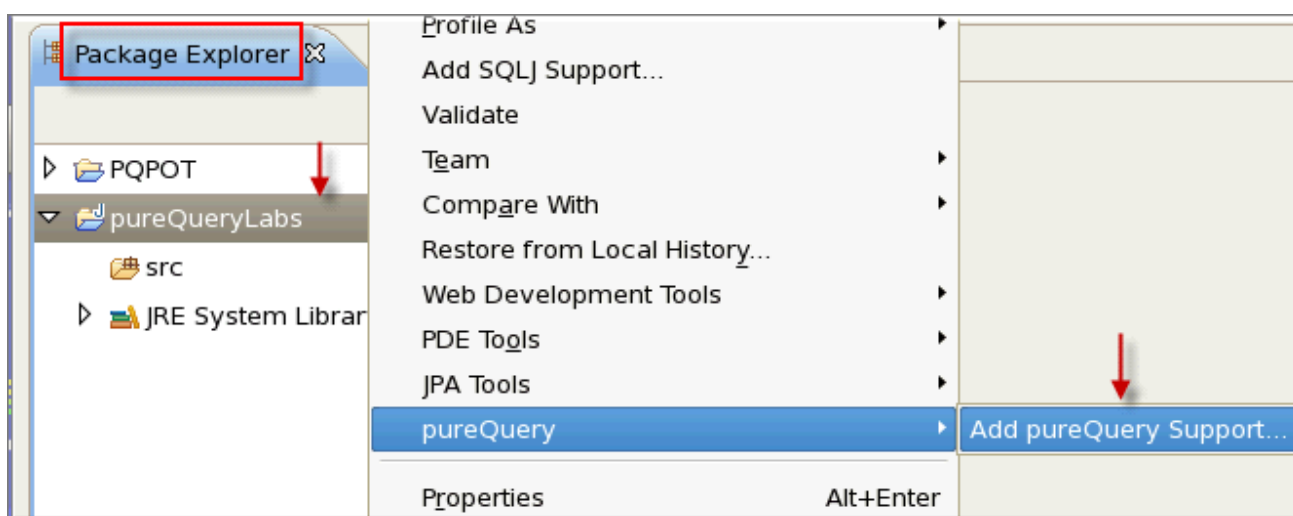 Package Explorer
PQPOT
pureQueryLabs
src
JRE System Librar
Profile As
Add SQLJ Support...
Validate
Team
Compare With
Restore from Local History...
Web Development Tools
PDE Tools
JPA Tools
pureQuery
Add pureQuery Support...
Properties Alt+Enter